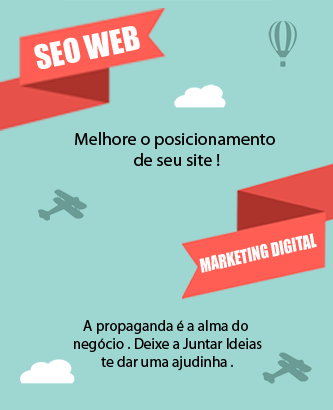 SEO WEB
Melhore o posicionamento
de seu site !
MARKETING DIGITAL
A propaganda é a alma do
negócio . Deixe a Juntar Ideias
te dar uma ajudinha .